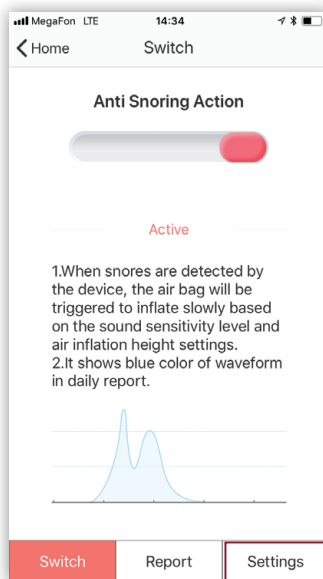 MegaFon LTE 14:34
Home Switch
Anti Snoring Action
Active
1.When snores are detected by
the device, the air bag will be
triggered to inflate slowly based
on the sound sensitivity level and
air inflation height settings.
2.It shows blue color of waveform
in daily report.
Switch Report Settings